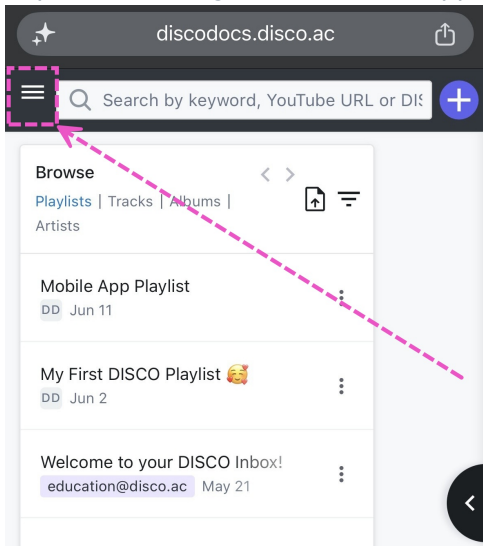 discodocs.disco.ac
Search by keyword, YouTube URL or DIS
Browse
Playlists | Tracks | Albums |
Artists
Mobile App Playlist
DD Jun 11
My First DISCO Playlist 🥰
DD Jun 2
Welcome to your DISCO Inbox!
education@disco.ac May 21